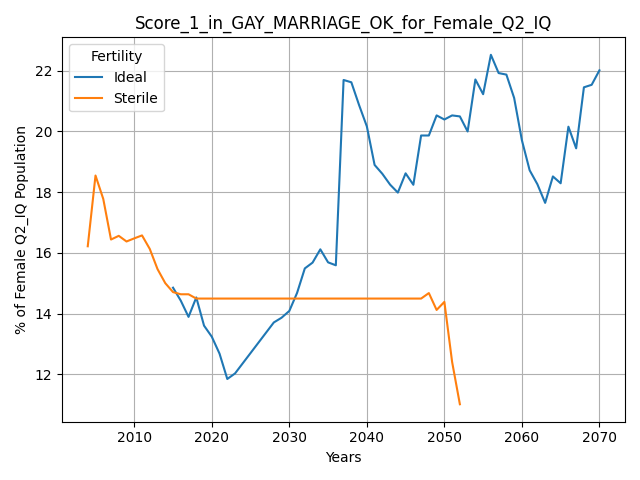 Score_1_in_GAY_MARRIAGE_OK_for_Female_Q2_IQ
Fertility
Ideal
Sterile
% of Female Q2_IQ Population
22
20
18
16
14
12
2010 2020 2030 2040 2050 2060 2070
Years